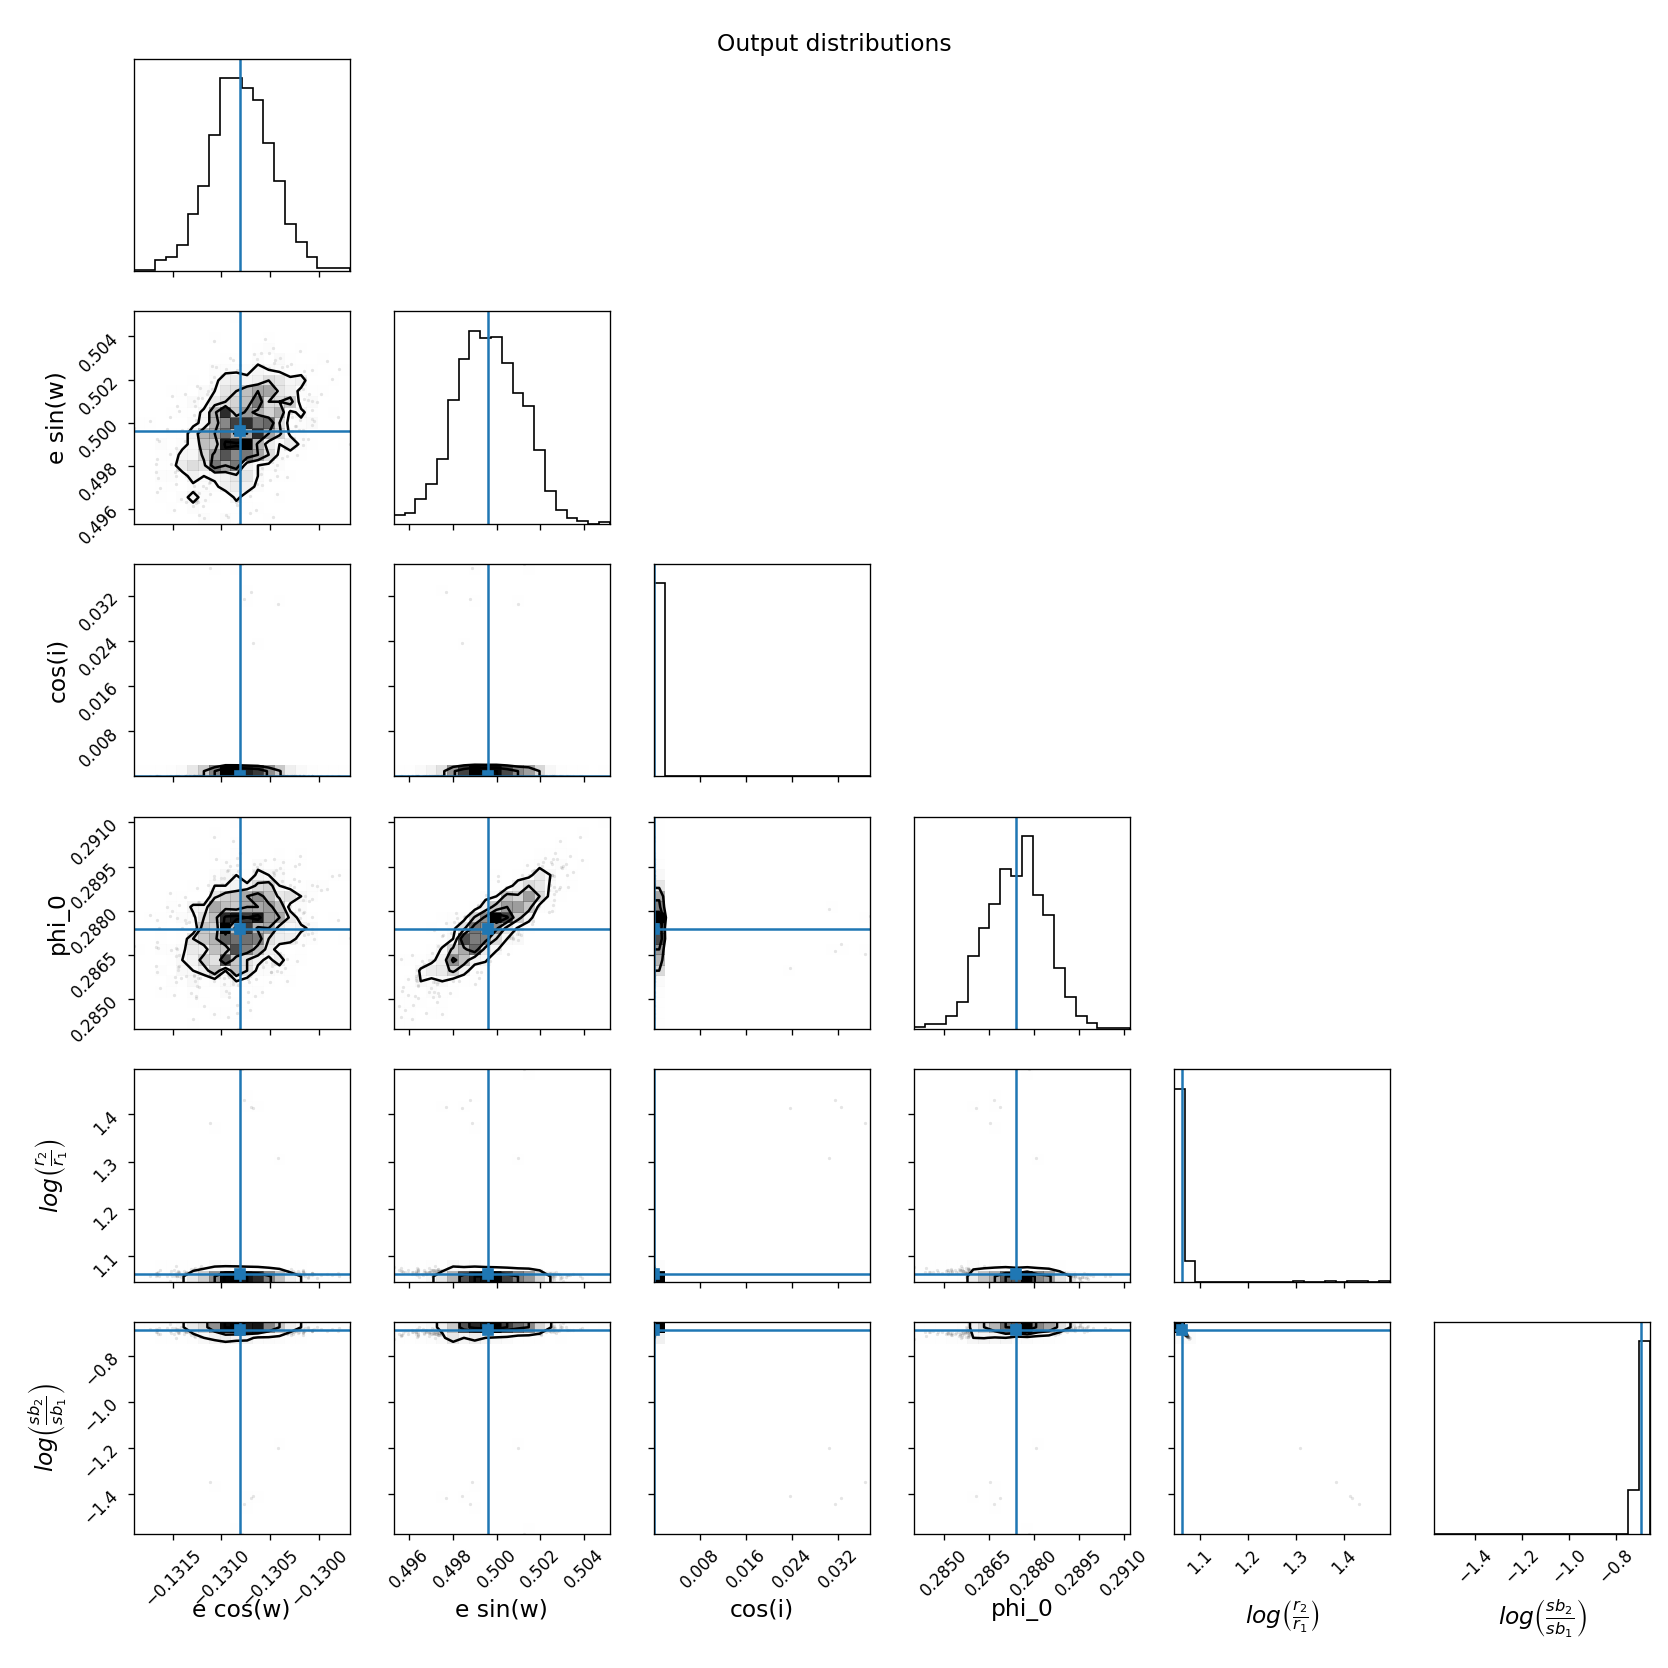 Output distributions
e sin(w)
0.504
0.502
0.500
0.498
0.496
cos(i)
0.032
0.024
0.016
0.008
phi_0
0.2910
0.2895
0.2880
0.2865
0.2850
log(r₂/r₁)
1.4
1.3
1.2
1.1
log(sb₂/sb₁)
−0.8
−1.0
−1.2
−1.4
−0.1315 −0.1310 −0.1305 −0.1300
e cos(w)
0.496 0.498 0.500 0.502 0.504
e sin(w)
0.008 0.016 0.024 0.032
cos(i)
0.2850 0.2865 0.2880 0.2895 0.2910
phi_0
1.1 1.2 1.3 1.4
log(r₂/r₁)
−1.4 −1.2 −1.0 −0.8
log(sb₂/sb₁)